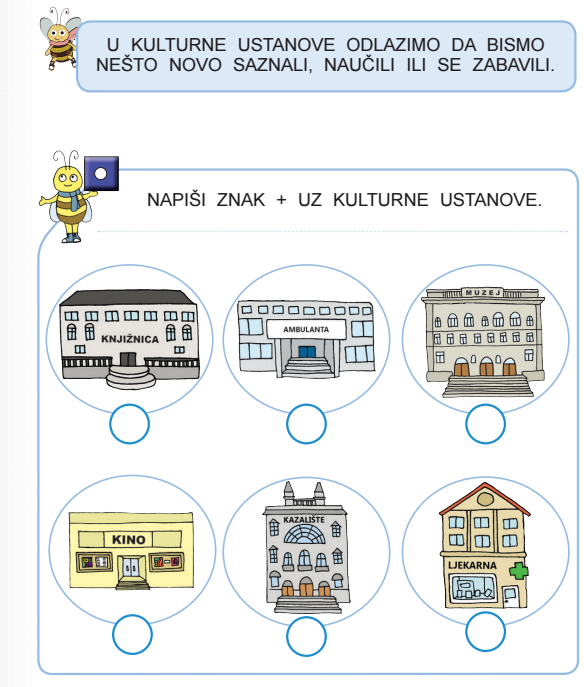 U KULTURNE USTANOVE ODLAZIMO DA BISMO
NEŠTO NOVO SAZNALI, NAUČILI ILI SE ZABAVILI.
NAPIŠI ZNAK + UZ KULTURNE USTANOVE.
KNJIŽNICA
AMBULANTA
MUZEJ
KINO
KAZALIŠTE
LJEKARNA